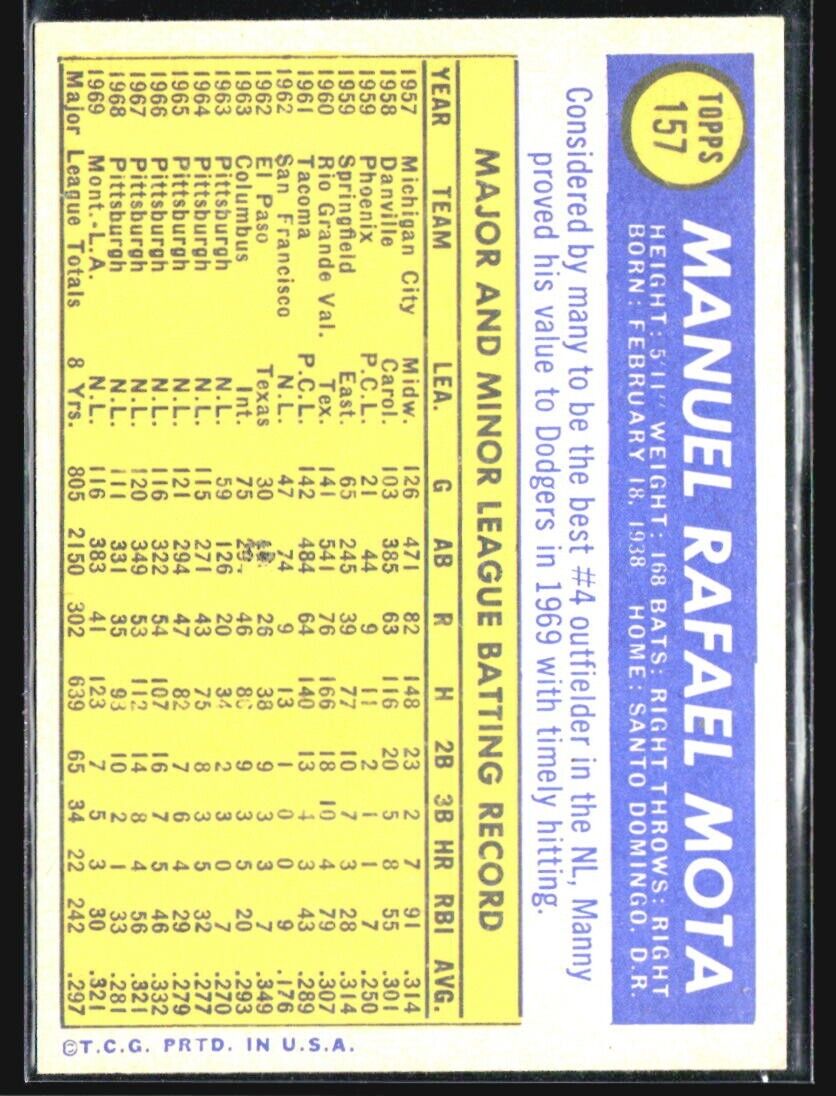 TOPPS
157
MANUEL RAFAEL MOTA
HEIGHT: 5'11" WEIGHT: 168 BATS: RIGHT THROWS: RIGHT
BORN: FEBRUARY 18, 1938 HOME: SANTO DOMINGO, D.R.
Considered by many to be the best #4 outfielder in the NL, Manny
proved his value to Dodgers in 1969 with timely hitting.
MAJOR AND MINOR LEAGUE BATTING RECORD
YEAR TEAM LEA. G AB R H 2B 3B HR RBI AVG.
1957 Michigan City Midw. 126 471 82 148 23 2 7 91 .314
1958 Danville Carol. 103 385 63 116 20 5 8 55 .301
1959 Phoenix P.C.L. 21 44 9 11 2 1 1 7 .250
1959 Springfield East. 65 245 39 77 10 7 3 28 .314
1960 Rio Grande Val. Tex. 141 541 76 166 18 10 4 79 .307
1961 Tacoma P.C.L. 142 484 64 140 13 4 3 43 .289
1962 San Francisco N.L. 47 74 9 13 1 0 0 9 .176
1962 El Paso Texas 30 26 38 9 3 3 7 .349
1963 Columbus Int. 75 46 9 3 5 20 .293
1963 Pittsburgh N.L. 59 126 20 34 2 3 0 7 .270
1964 Pittsburgh N.L. 115 271 43 75 8 3 5 32 .277
1965 Pittsburgh N.L. 121 294 47 82 7 6 4 29 .279
1966 Pittsburgh N.L. 116 322 54 107 16 7 5 46 .332
1967 Pittsburgh N.L. 120 349 53 112 14 8 4 56 .321
1968 Pittsburgh N.L. 111 331 35 93 10 2 1 33 .281
1969 Mont.-L.A. N.L. 116 383 41 123 7 5 3 30 .321
Major League Totals 8 Yrs. 805 2150 302 639 65 34 22 242 .297
©T.C.G. PRTD. IN U.S.A.